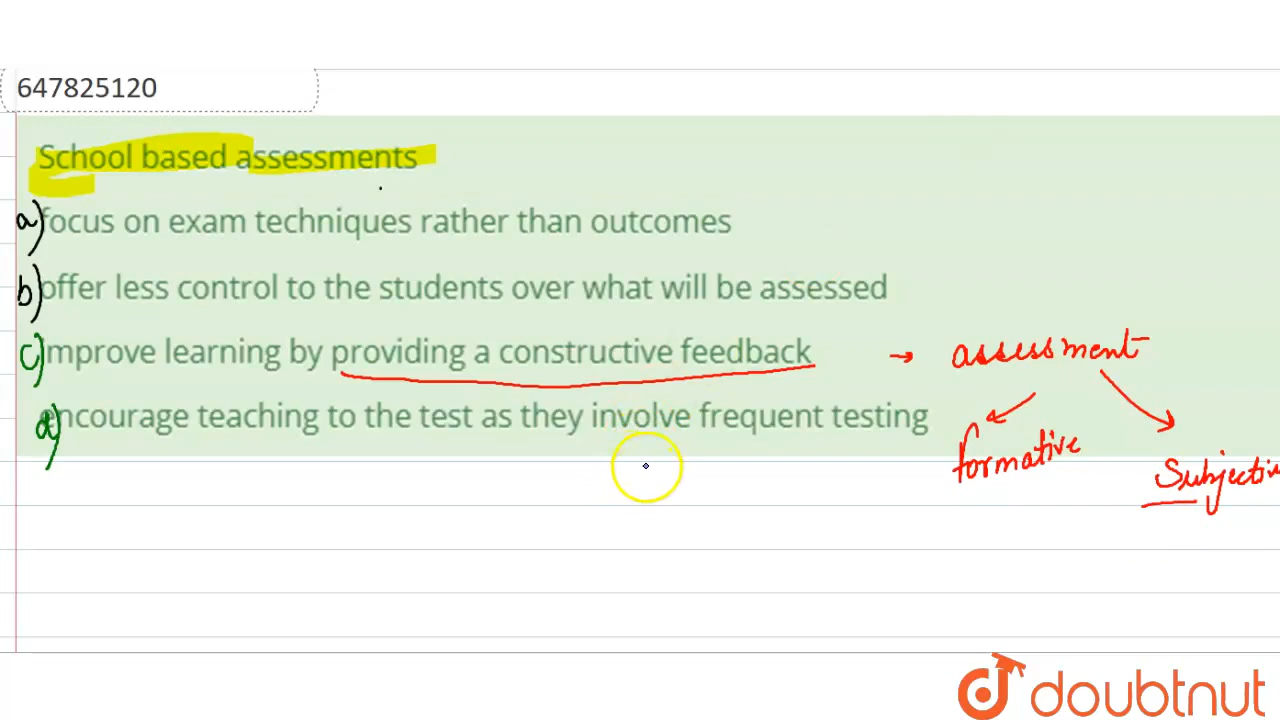 647825120
School based assessments
a) focus on exam techniques rather than outcomes
b) offer less control to the students over what will be assessed
c) improve learning by providing a constructive feedback → assessment
d) encourage teaching to the test as they involve frequent testing
formative
Subjective
doubtnut